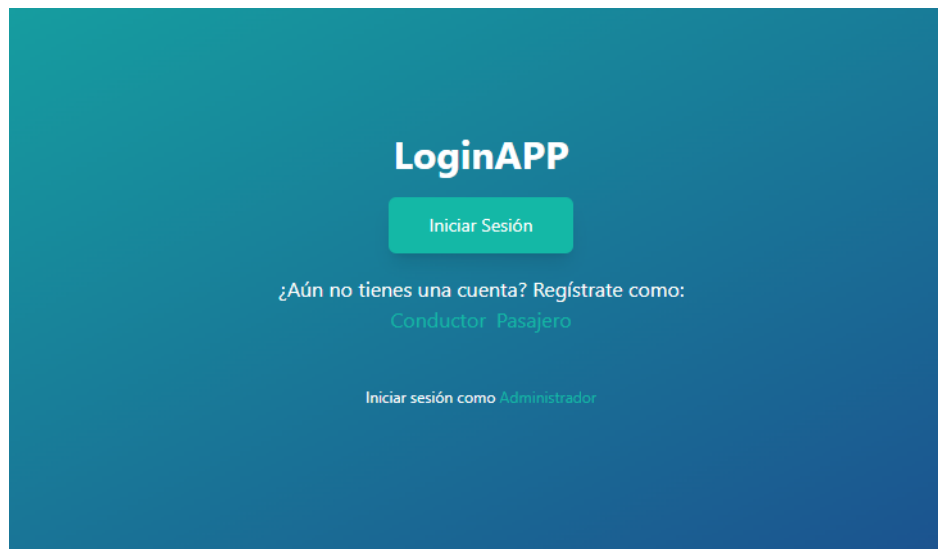 LoginAPP
Iniciar Sesión
¿Aún no tienes una cuenta? Regístrate como:
Conductor Pasajero
Iniciar sesión como Administrador